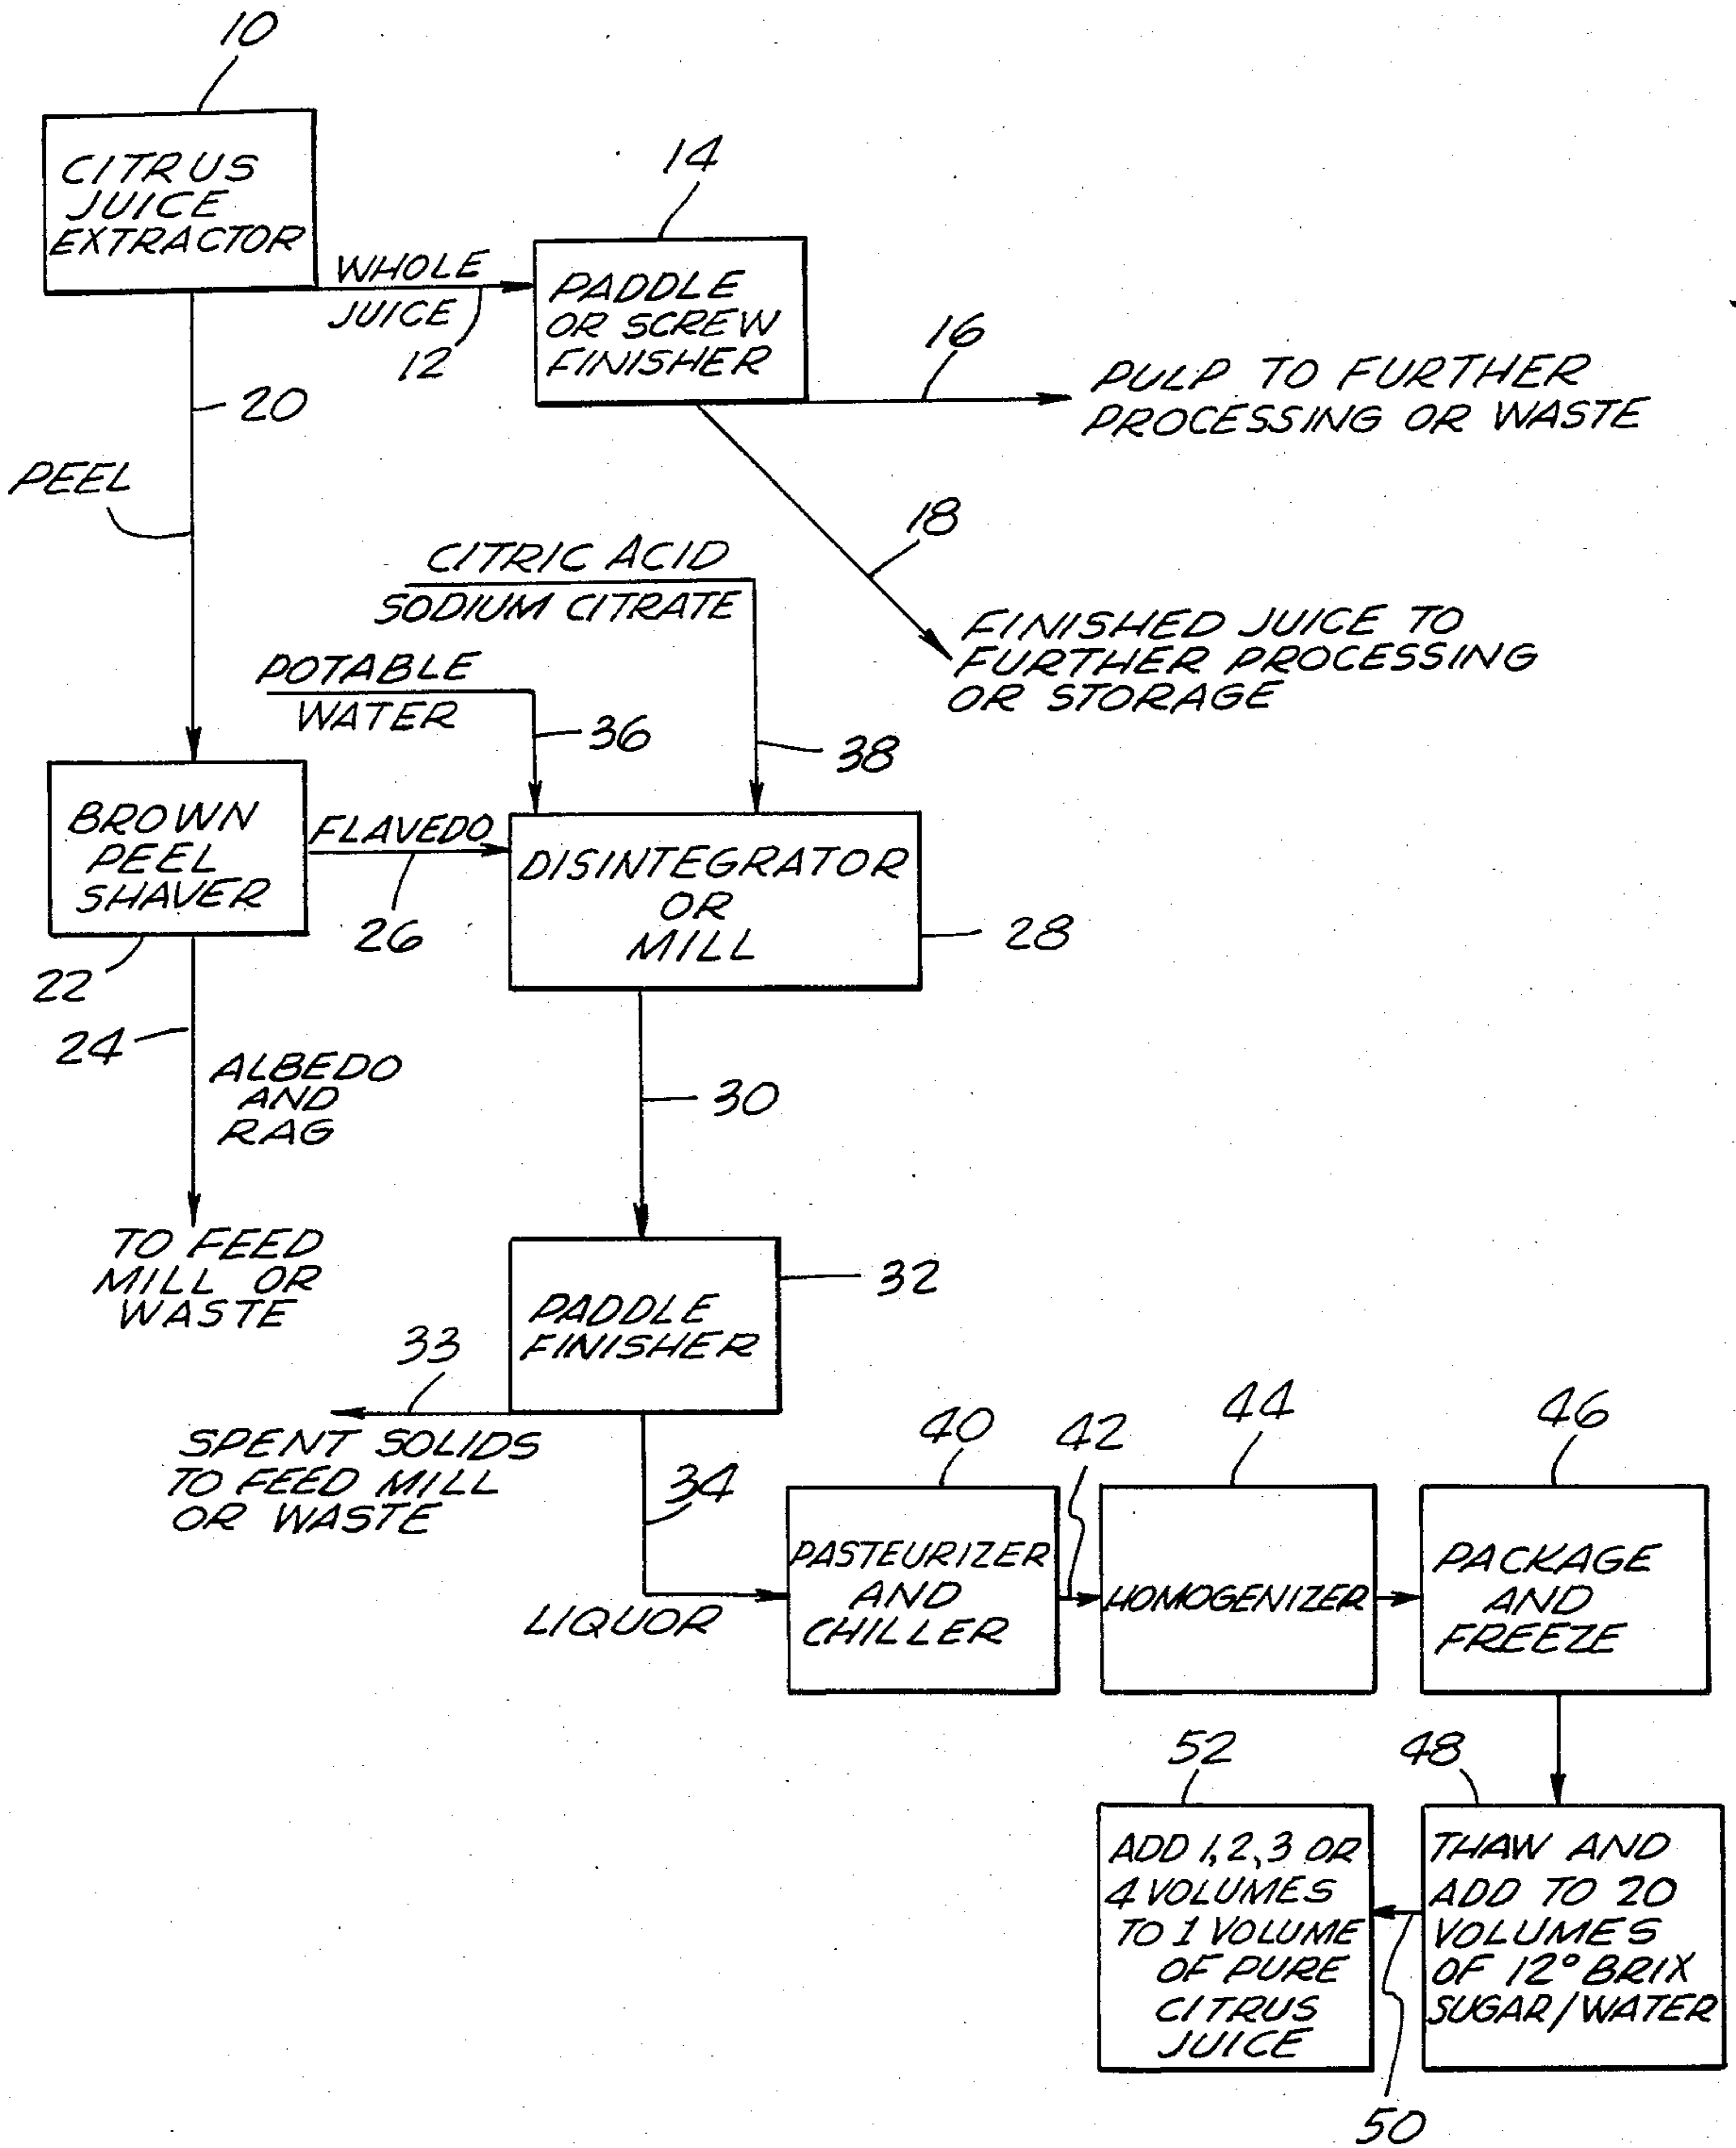 10
CITRUS
JUICE
EXTRACTOR
WHOLE
JUICE
12
14
PADDLE
OR SCREW
FINISHER
16
PULP TO FURTHER
PROCESSING OR WASTE
20
PEEL
18
FINISHED JUICE TO
FURTHER PROCESSING
OR STORAGE
CITRIC ACID
SODIUM CITRATE
38
POTABLE
WATER
36
BROWN
PEEL
SHAVER
22
FLAVEDO
26
DISINTEGRATOR
OR
MILL
28
24
ALBEDO
AND
RAG
TO FEED
MILL OR
WASTE
30
PADDLE
FINISHER
32
33
SPENT SOLIDS
TO FEED MILL
OR WASTE
34
LIQUOR
40
PASTEURIZER
AND
CHILLER
42
44
HOMOGENIZER
46
PACKAGE
AND
FREEZE
48
THAW AND
ADD TO 20
VOLUMES
OF 12° BRIX
SUGAR/WATER
50
52
ADD 1,2,3 OR
4 VOLUMES
TO 1 VOLUME
OF PURE
CITRUS
JUICE